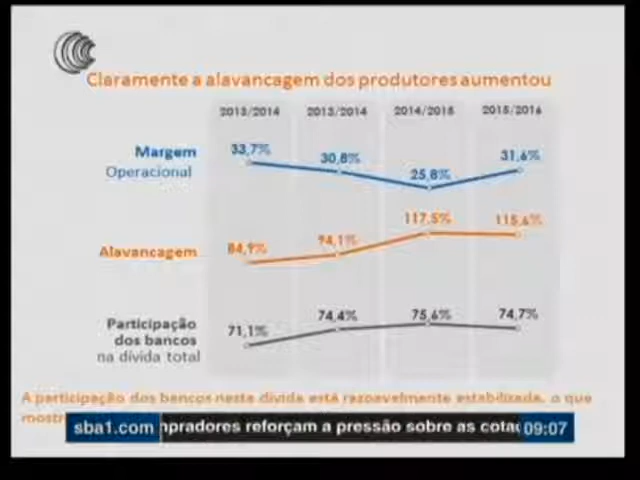 Claramente a alavancagem dos produtores aumentou
2013/2014 2013/2014 2014/2015 2015/2016
Margem
Operacional
33,7% 30,8% 25,8% 31,6%
Alavancagem
84,9% 94,1% 117,5% 115,6%
Participação
dos bancos
na dívida total
71,1% 74,4% 75,6% 74,7%
A participação dos bancos nesta dívida está razoavelmente estabilizada, o que
sba1.com
reforçam a pressão sobre as
09:07